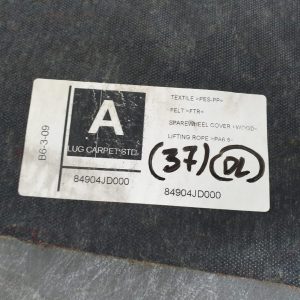 B6-3-09
A
LUG CARPET STD
84904JD000
TEXTILE >PES-PP<
FELT >FTR<
SPAREWHEEL COVER >WOOD<
LIFTING ROPE >PA6.6<
(37) (DL)
84904JD000